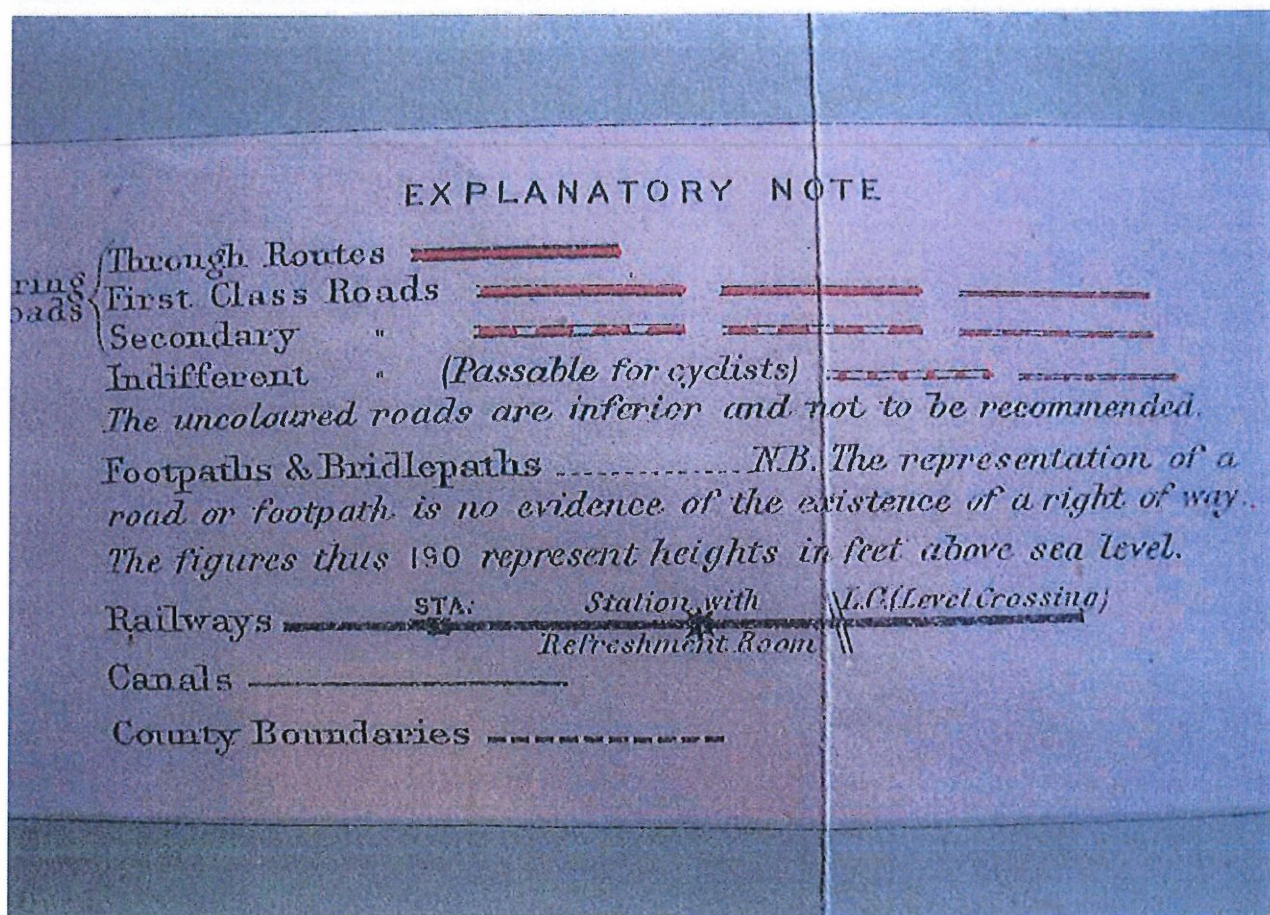 EXPLANATORY NOTE
Through Routes
ring First Class Roads
oads
Secondary "
Indifferent " (Passable for cyclists)
The uncoloured roads are inferior and not to be recommended.
Footpaths & Bridlepaths .................... N.B. The representation of a
road or footpath is no evidence of the existence of a right of way.
The figures thus 190 represent heights in feet above sea level.
Railways STA: Station with Refreshment Room L.C. (Level Crossing)
Canals
County Boundaries